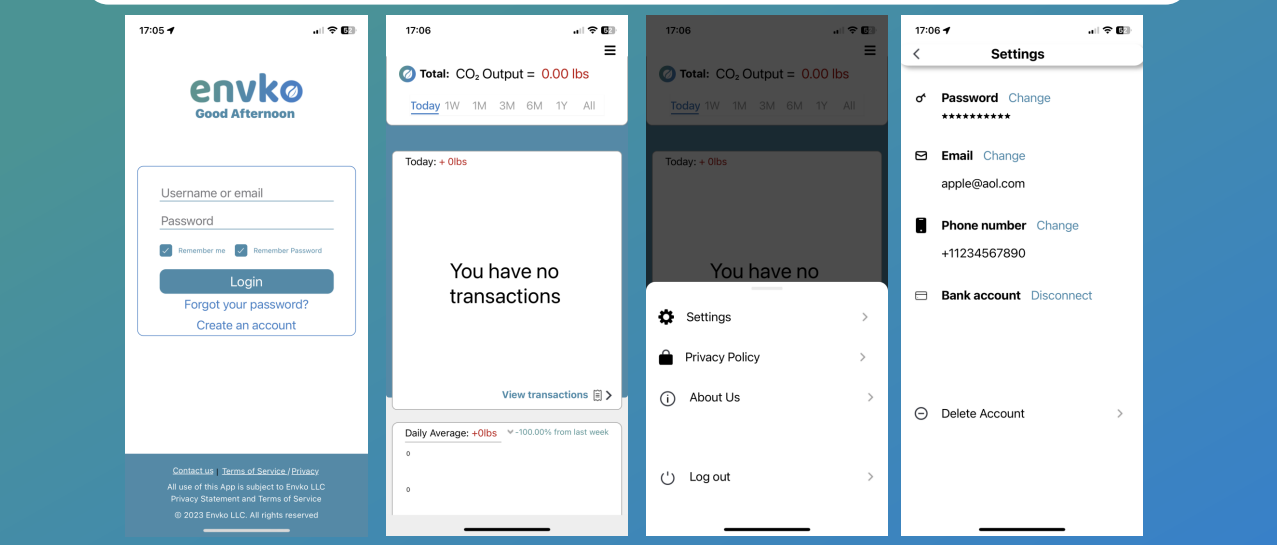 17:05
62
envko
Good Afternoon
Username or email
Password
Remember me Remember Password
Login
Forgot your password?
Create an account
Contact us | Terms of Service / Privacy
All use of this App is subject to Envko LLC
Privacy Statement and Terms of Service
© 2023 Envko LLC. All rights reserved
17:06
62
Total: CO₂ Output = 0.00 lbs
Today 1W 1M 3M 6M 1Y All
Today: + 0lbs
You have no
transactions
View transactions
Daily Average: +0lbs -100.00% from last week
0
0
17:06
62
Total: CO₂ Output = 0.00 lbs
Today 1W 1M 3M 6M 1Y All
Today: + 0lbs
You have no
Settings
Privacy Policy
About Us
Log out
17:06
62
Settings
Password Change
**********
Email Change
apple@aol.com
Phone number Change
+11234567890
Bank account Disconnect
Delete Account